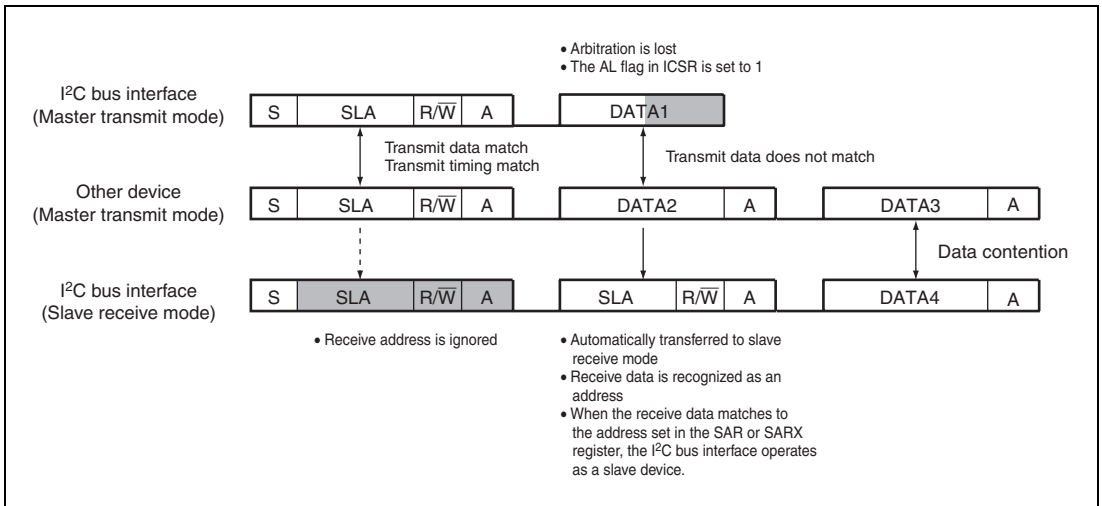 • Arbitration is lost
• The AL flag in ICSR is set to 1
I²C bus interface
(Master transmit mode)
S SLA R/W̅ A DATA1
Transmit data match
Transmit timing match
Transmit data does not match
Other device
(Master transmit mode)
S SLA R/W̅ A DATA2 A DATA3 A
Data contention
I²C bus interface
(Slave receive mode)
S SLA R/W̅ A SLA R/W̅ A DATA4 A
• Receive address is ignored
• Automatically transferred to slave
receive mode
• Receive data is recognized as an
address
• When the receive data matches to
the address set in the SAR or SARX
register, the I²C bus interface operates
as a slave device.